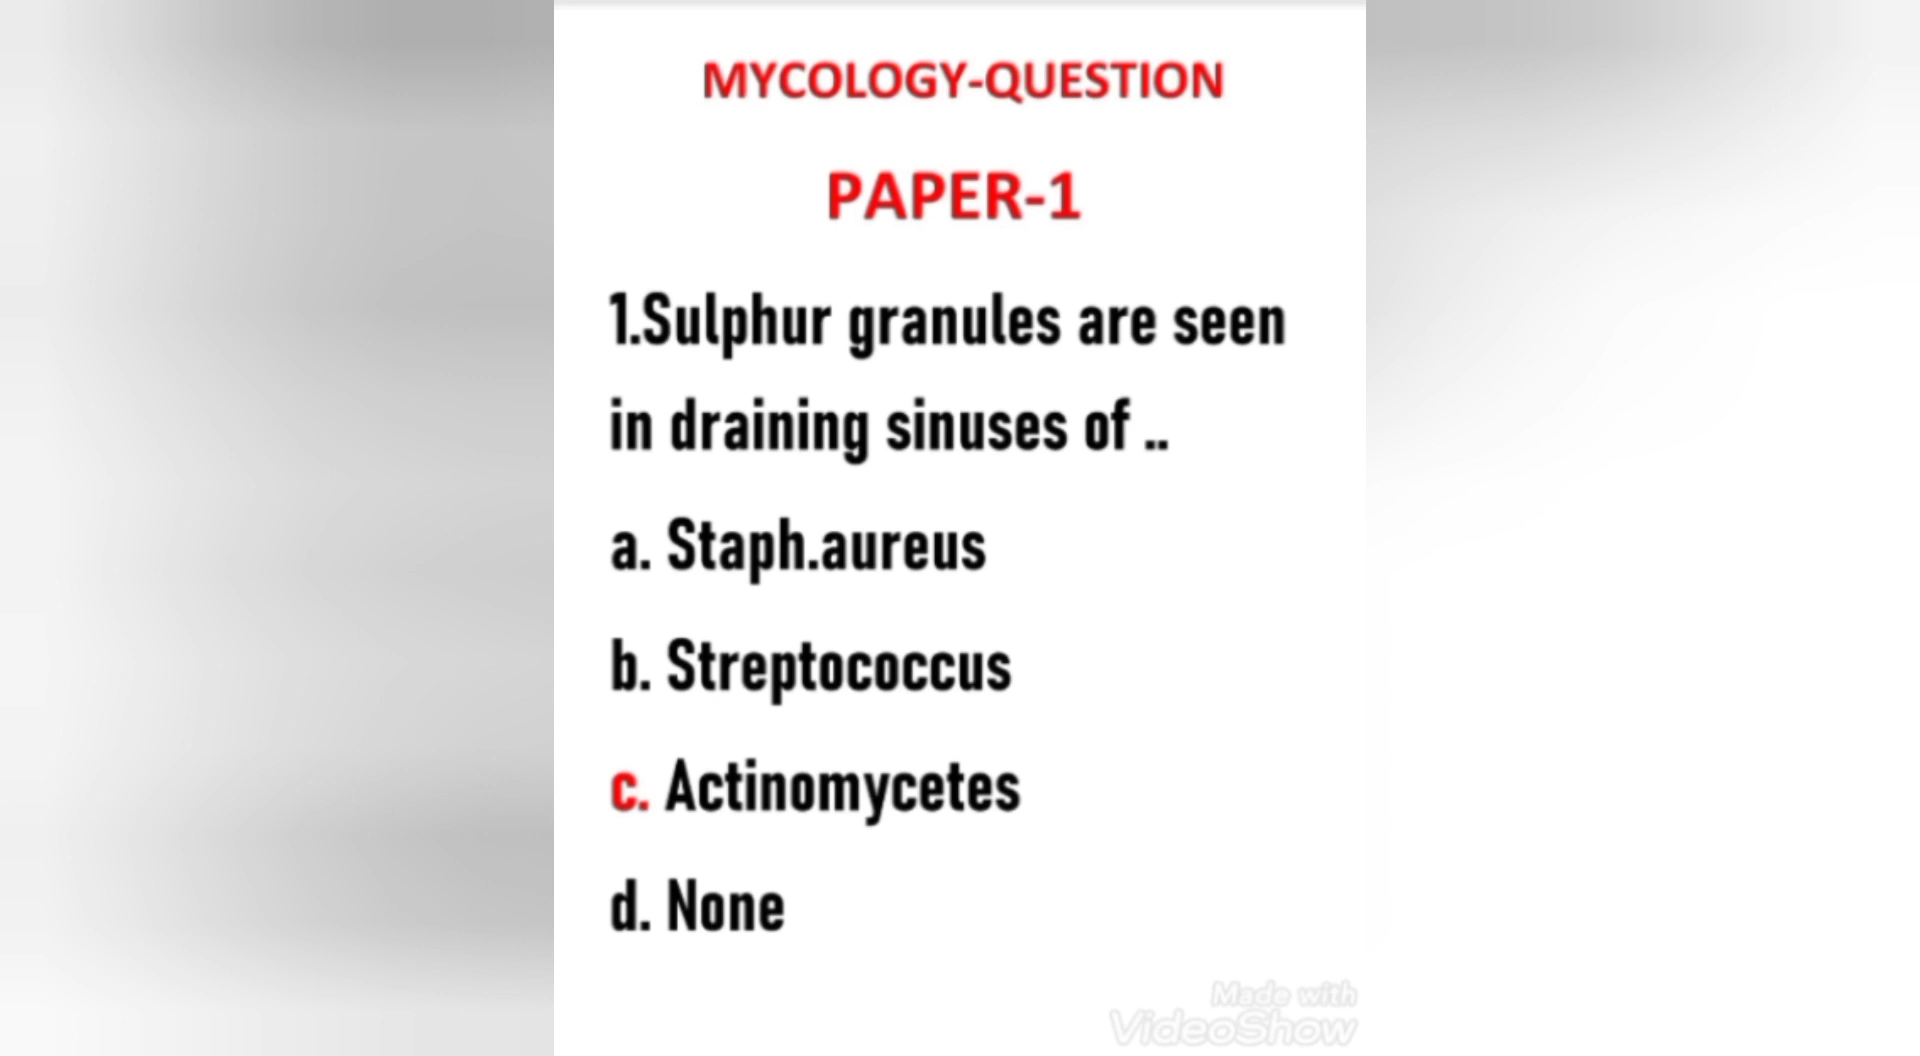 MYCOLOGY-QUESTION
PAPER-1
1.Sulphur granules are seen
in draining sinuses of ..
a. Staph.aureus
b. Streptococcus
c. Actinomycetes
d. None
Made with
VideoShow